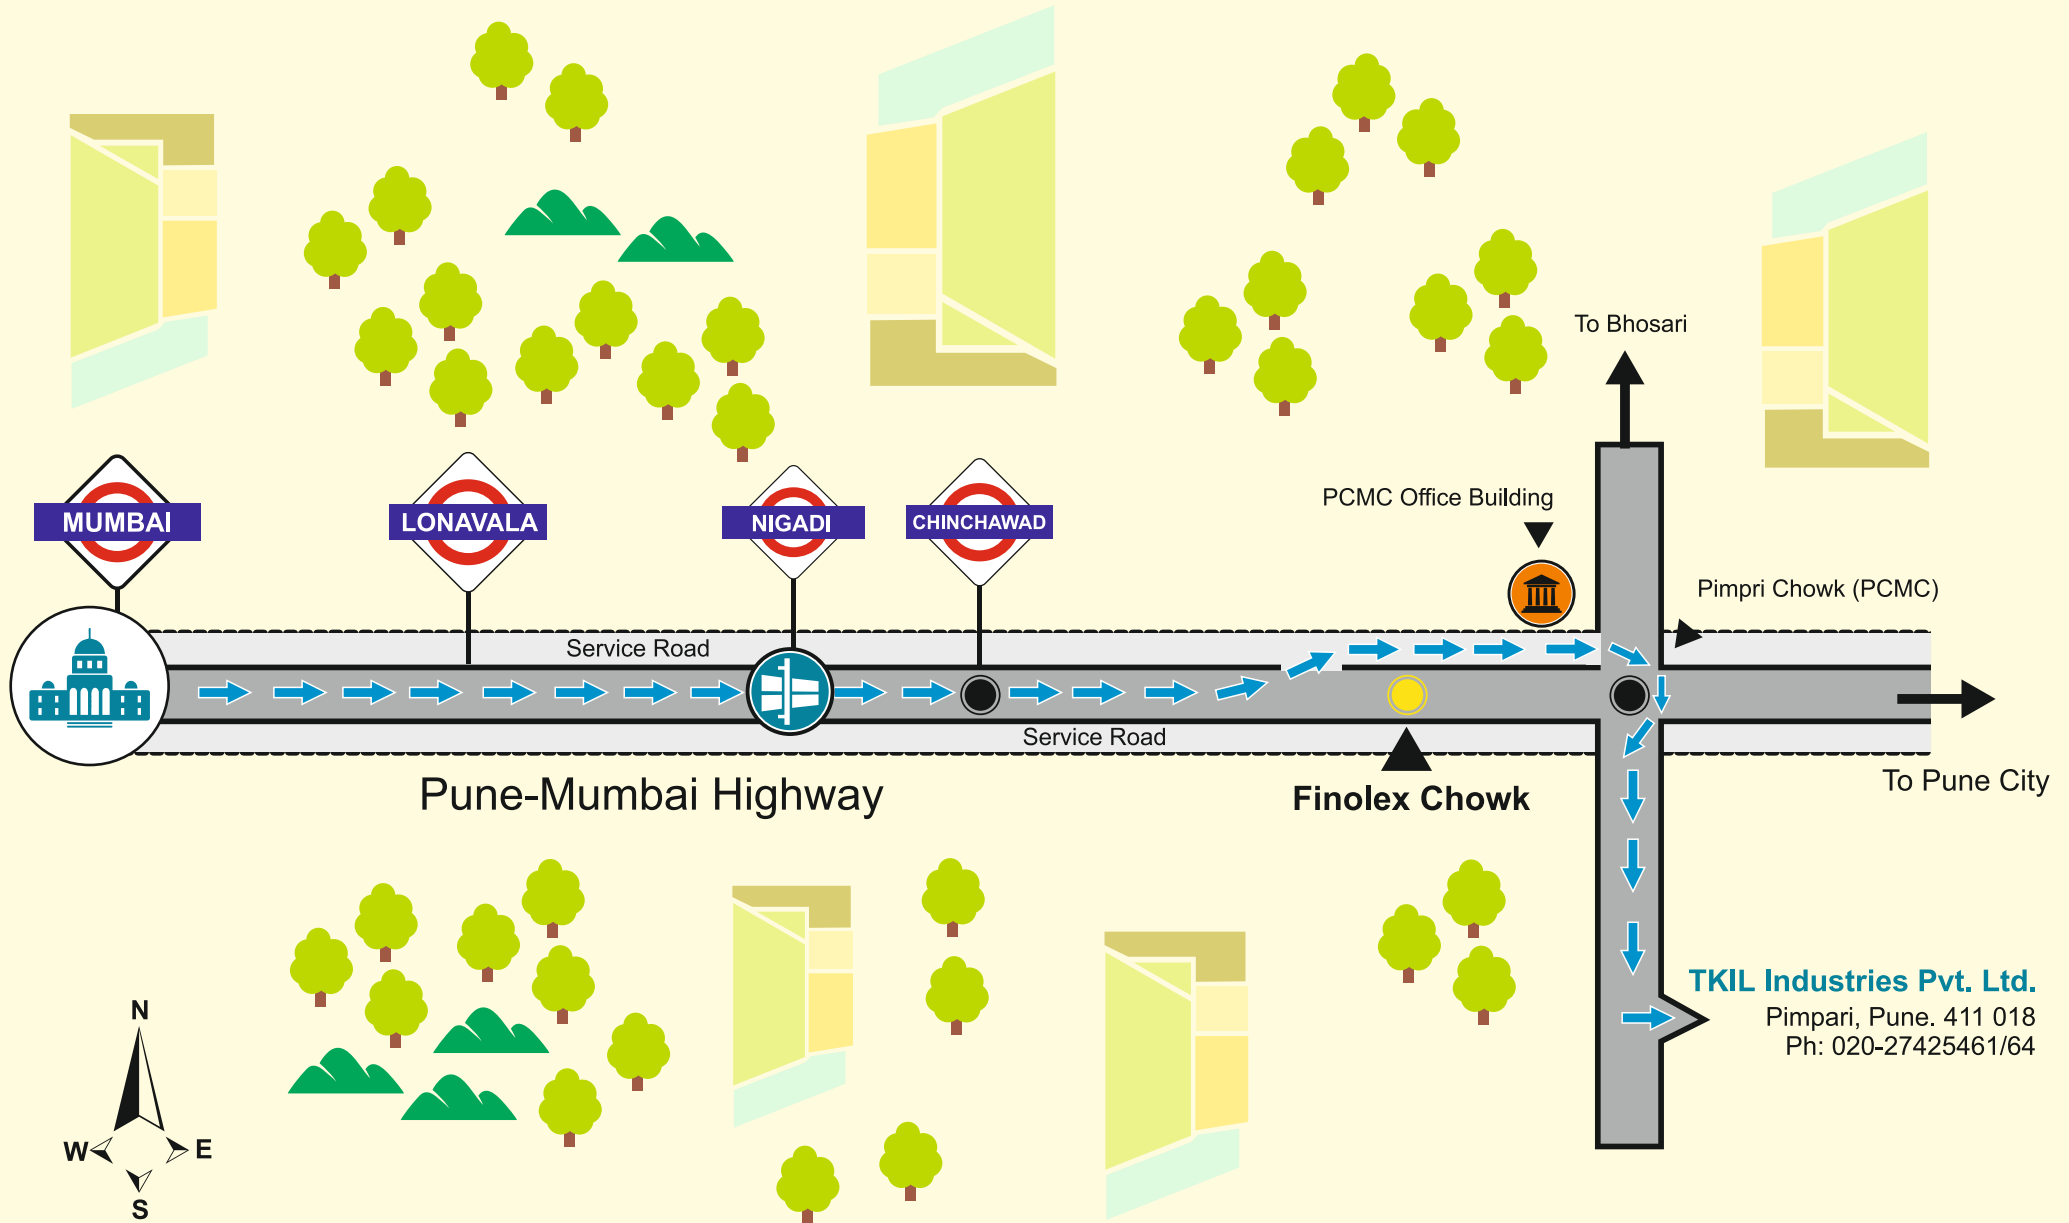 To Bhosari
PCMC Office Building
MUMBAI
LONAVALA
NIGADI
CHINCHAWAD
Pimpri Chowk (PCMC)
Service Road
Service Road
Pune-Mumbai Highway
Finolex Chowk
To Pune City
TKIL Industries Pvt. Ltd.
Pimpari, Pune. 411 018
Ph: 020-27425461/64
N
W
E
S